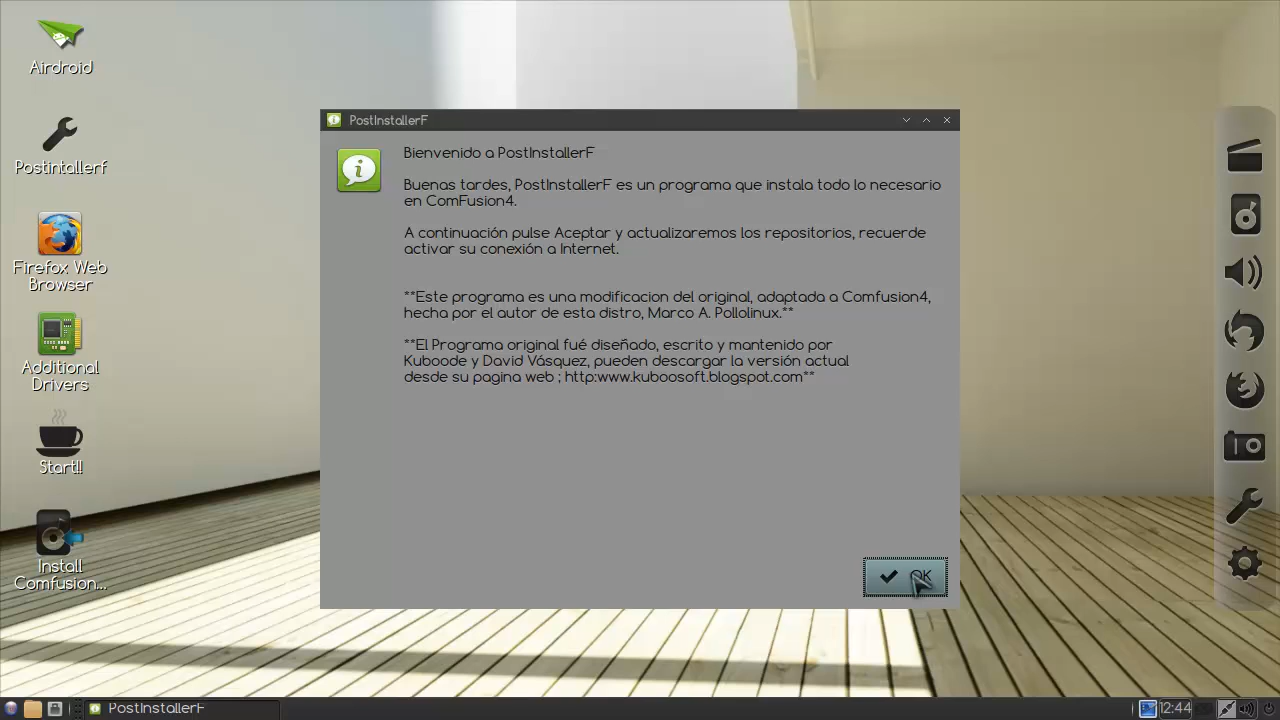 Airdroid
Postintallerf
Firefox Web
Browser
Additional
Drivers
Start!!
Install
Comfusion...
PostInstallerF
Bienvenido a PostInstallerF
Buenas tardes, PostInstallerF es un programa que instala todo lo necesario
en ComFusion4.
A continuación pulse Aceptar y actualizaremos los repositorios, recuerde
activar su conexión a Internet.
**Este programa es una modificacion del original, adaptada a Comfusion4,
hecha por el autor de esta distro, Marco A. Pollolinux.**
**El Programa original fué diseñado, escrito y mantenido por
Kuboode y David Vásquez, pueden descargar la versión actual
desde su pagina web ; http:www.kuboosoft.blogspot.com**
OK
PostInstallerF
12:44